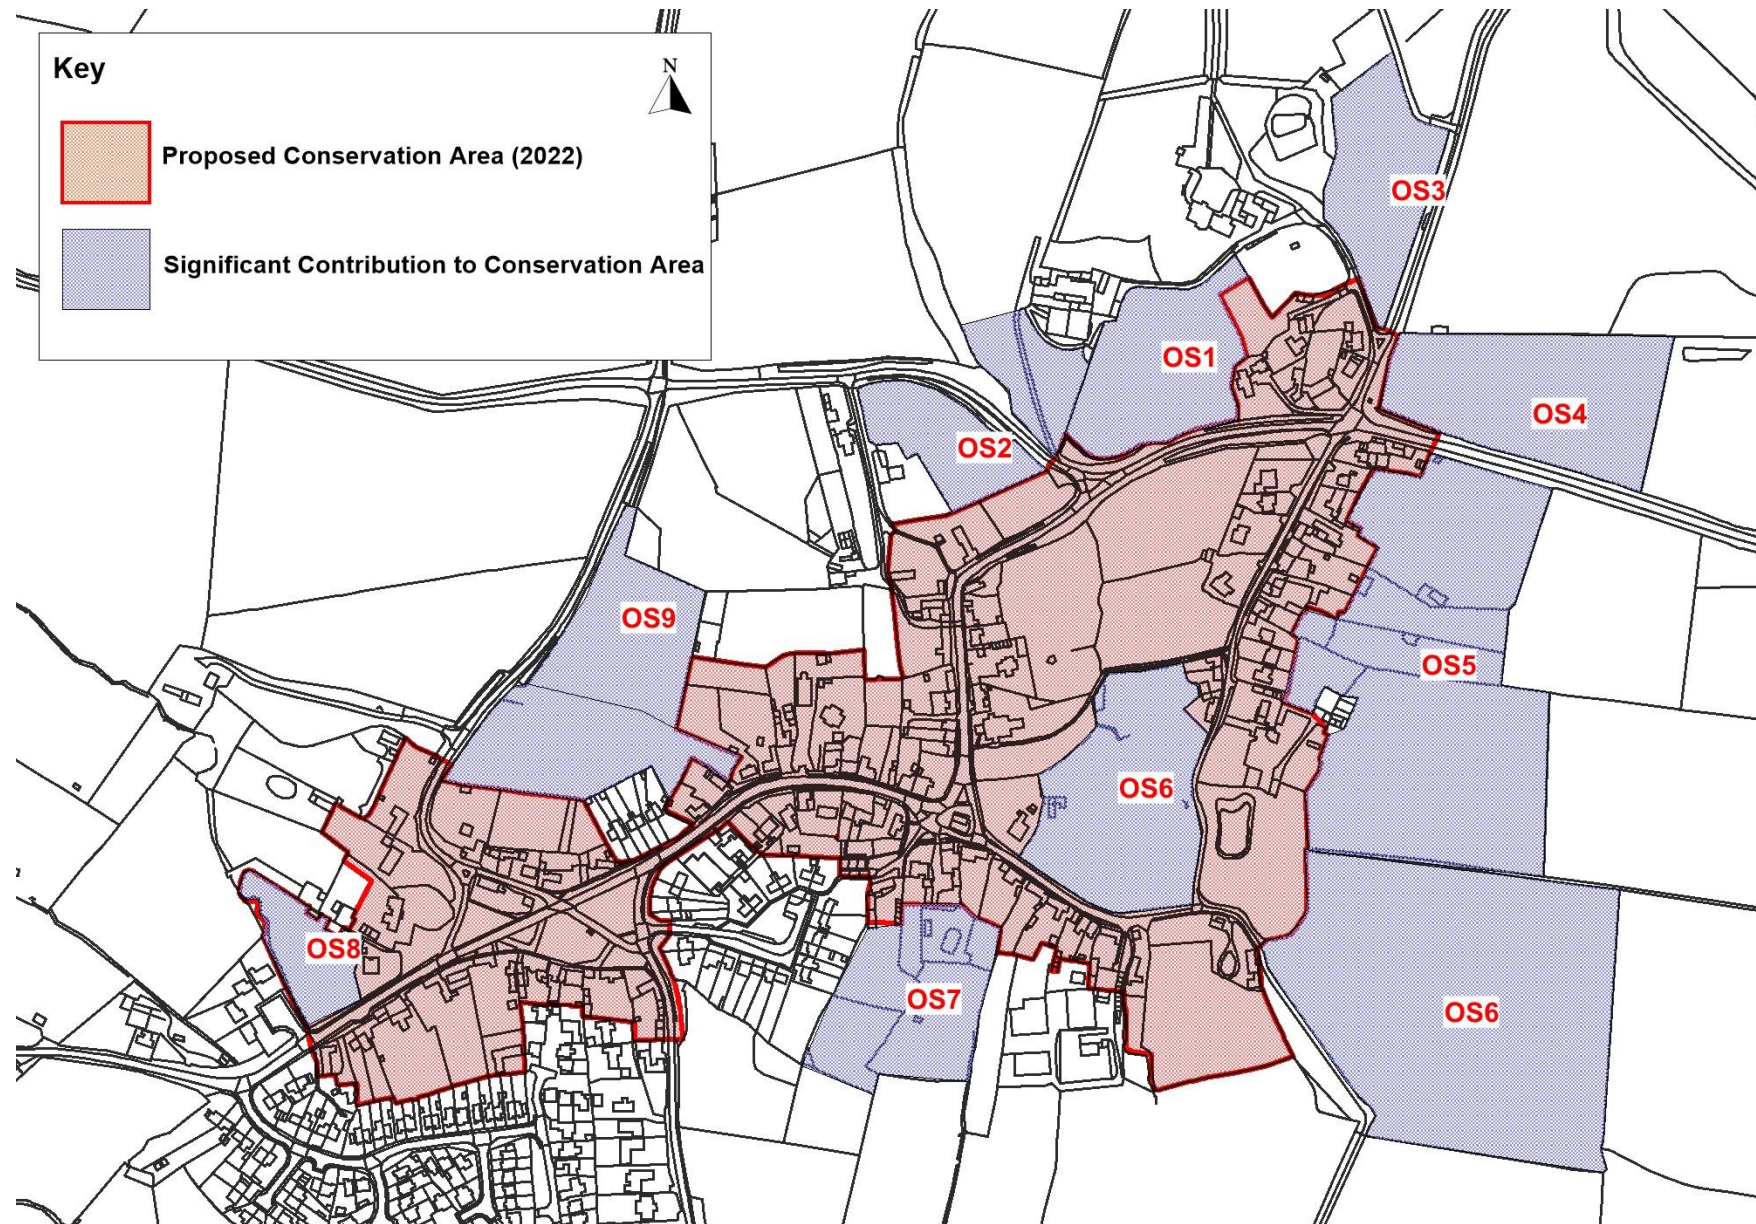 Key
N
Proposed Conservation Area (2022)
Significant Contribution to Conservation Area
OS3
OS1
OS4
OS2
OS9
OS5
OS6
OS8
OS7
OS6